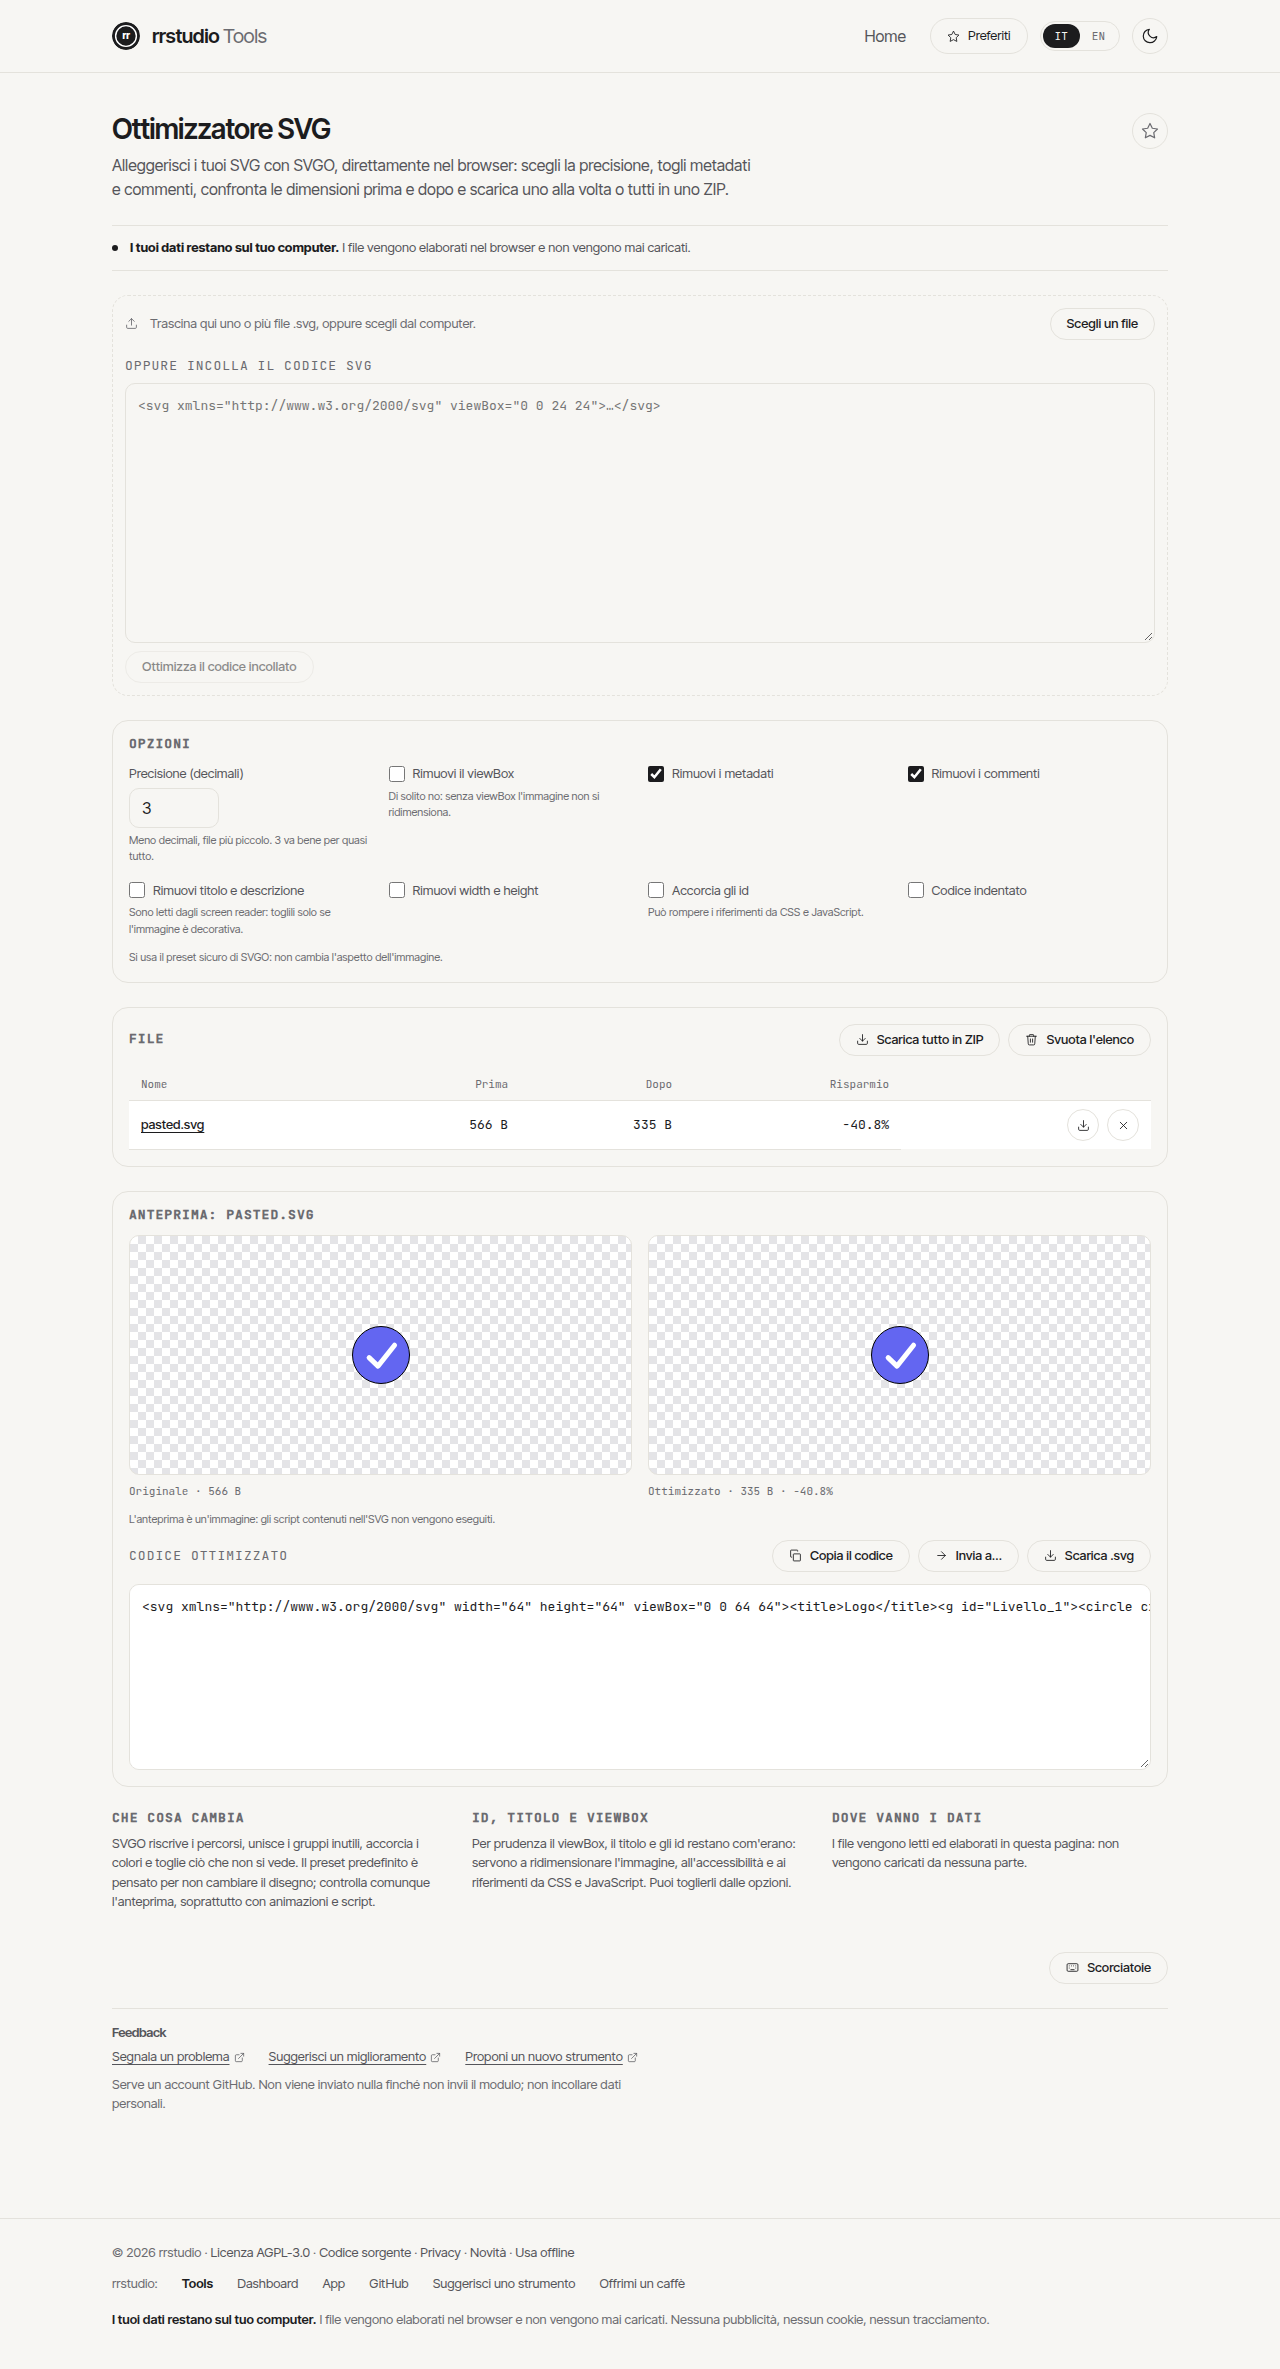 rr rrstudio Tools
Home
Preferiti
IT EN
Ottimizzatore SVG
Alleggerisci i tuoi SVG con SVGO, direttamente nel browser: scegli la precisione, togli metadati
e commenti, confronta le dimensioni prima e dopo e scarica uno alla volta o tutti in uno ZIP.
I tuoi dati restano sul tuo computer. I file vengono elaborati nel browser e non vengono mai caricati.
Trascina qui uno o più file .svg, oppure scegli dal computer.
Scegli un file
OPPURE INCOLLA IL CODICE SVG
<svg xmlns="http://www.w3.org/2000/svg" viewBox="0 0 24 24">…</svg>
Ottimizza il codice incollato
OPZIONI
Precisione (decimali)
3
Meno decimali, file più piccolo. 3 va bene per quasi
tutto.
Rimuovi il viewBox
Di solito no: senza viewBox l'immagine non si
ridimensiona.
Rimuovi i metadati
Rimuovi i commenti
Rimuovi titolo e descrizione
Sono letti dagli screen reader: toglili solo se
l'immagine è decorativa.
Rimuovi width e height
Accorcia gli id
Può rompere i riferimenti da CSS e JavaScript.
Codice indentato
Si usa il preset sicuro di SVGO: non cambia l'aspetto dell'immagine.
FILE
Scarica tutto in ZIP
Svuota l'elenco
Nome Prima Dopo Risparmio
pasted.svg 566 B 335 B -40.8%
ANTEPRIMA: PASTED.SVG
Originale · 566 B
Ottimizzato · 335 B · -40.8%
L'anteprima è un'immagine: gli script contenuti nell'SVG non vengono eseguiti.
CODICE OTTIMIZZATO
Copia il codice
Invia a…
Scarica .svg
<svg xmlns="http://www.w3.org/2000/svg" width="64" height="64" viewBox="0 0 64 64"><title>Logo</title><g id="Livello_1"><circle c
CHE COSA CAMBIA
SVGO riscrive i percorsi, unisce i gruppi inutili, accorcia i
colori e toglie ciò che non si vede. Il preset predefinito è
pensato per non cambiare il disegno; controlla comunque
l'anteprima, soprattutto con animazioni e script.
ID, TITOLO E VIEWBOX
Per prudenza il viewBox, il titolo e gli id restano com'erano:
servono a ridimensionare l'immagine, all'accessibilità e ai
riferimenti da CSS e JavaScript. Puoi toglierli dalle opzioni.
DOVE VANNO I DATI
I file vengono letti ed elaborati in questa pagina: non
vengono caricati da nessuna parte.
Scorciatoie
Feedback
Segnala un problema
Suggerisci un miglioramento
Proponi un nuovo strumento
Serve un account GitHub. Non viene inviato nulla finché non invii il modulo; non incollare dati
personali.
© 2026 rrstudio · Licenza AGPL-3.0 · Codice sorgente · Privacy · Novità · Usa offline
rrstudio: Tools Dashboard App GitHub Suggerisci uno strumento Offrimi un caffè
I tuoi dati restano sul tuo computer. I file vengono elaborati nel browser e non vengono mai caricati. Nessuna pubblicità, nessun cookie, nessun tracciamento.